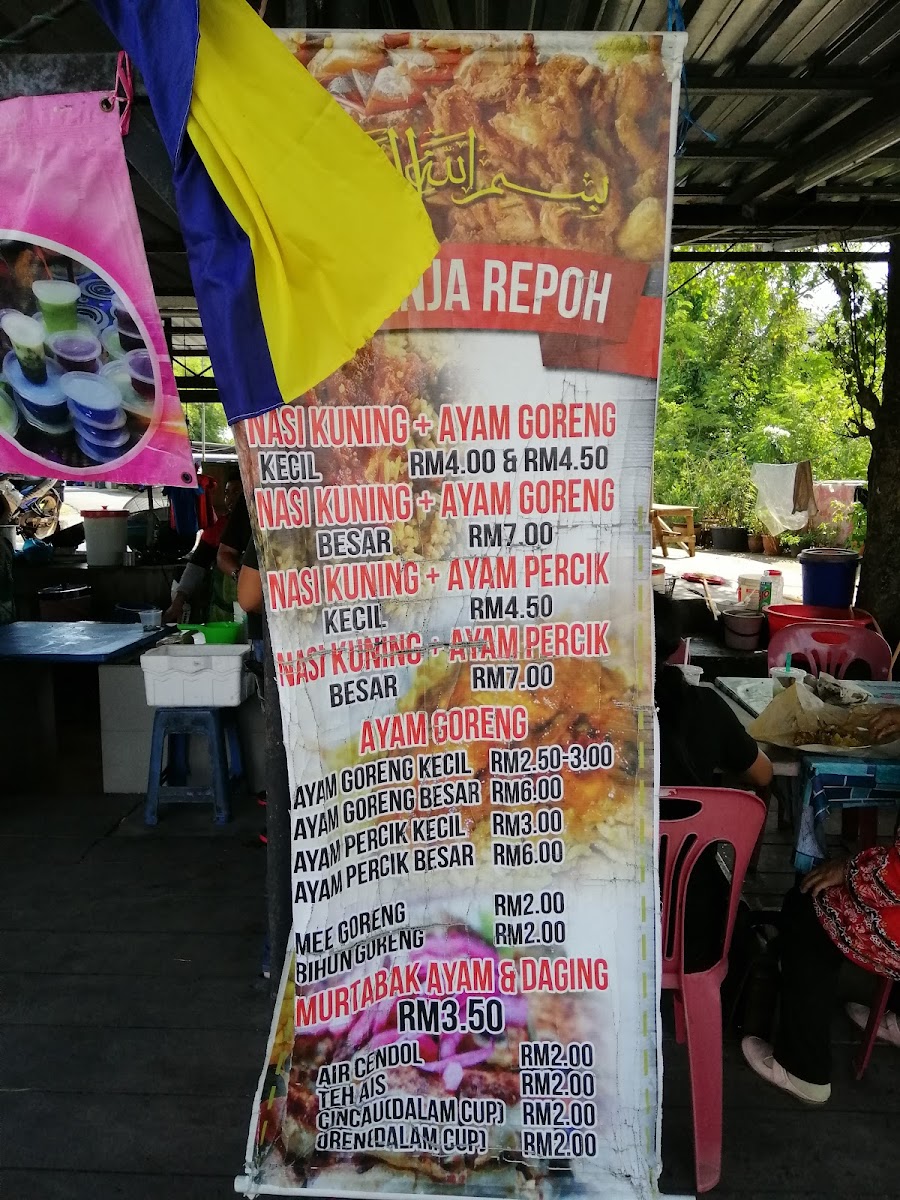 بسم الله
NJA REPOH
NASI KUNING + AYAM GORENG
KECIL RM4.00 & RM4.50
NASI KUNING + AYAM GORENG
BESAR RM7.00
NASI KUNING + AYAM PERCIK
KECIL RM4.50
NASI KUNING + AYAM PERCIK
BESAR RM7.00
AYAM GORENG
AYAM GORENG KECIL RM2.50-3.00
AYAM GORENG BESAR RM6.00
AYAM PERCIK KECIL RM3.00
AYAM PERCIK BESAR RM6.00
MEE GORENG RM2.00
BIHUN GORENG RM2.00
MURTABAK AYAM & DAGING
RM3.50
AIR CENDOL RM2.00
TEH AIS RM2.00
CINCAU(DALAM CUP) RM2.00
OREN(DALAM CUP) RM2.00